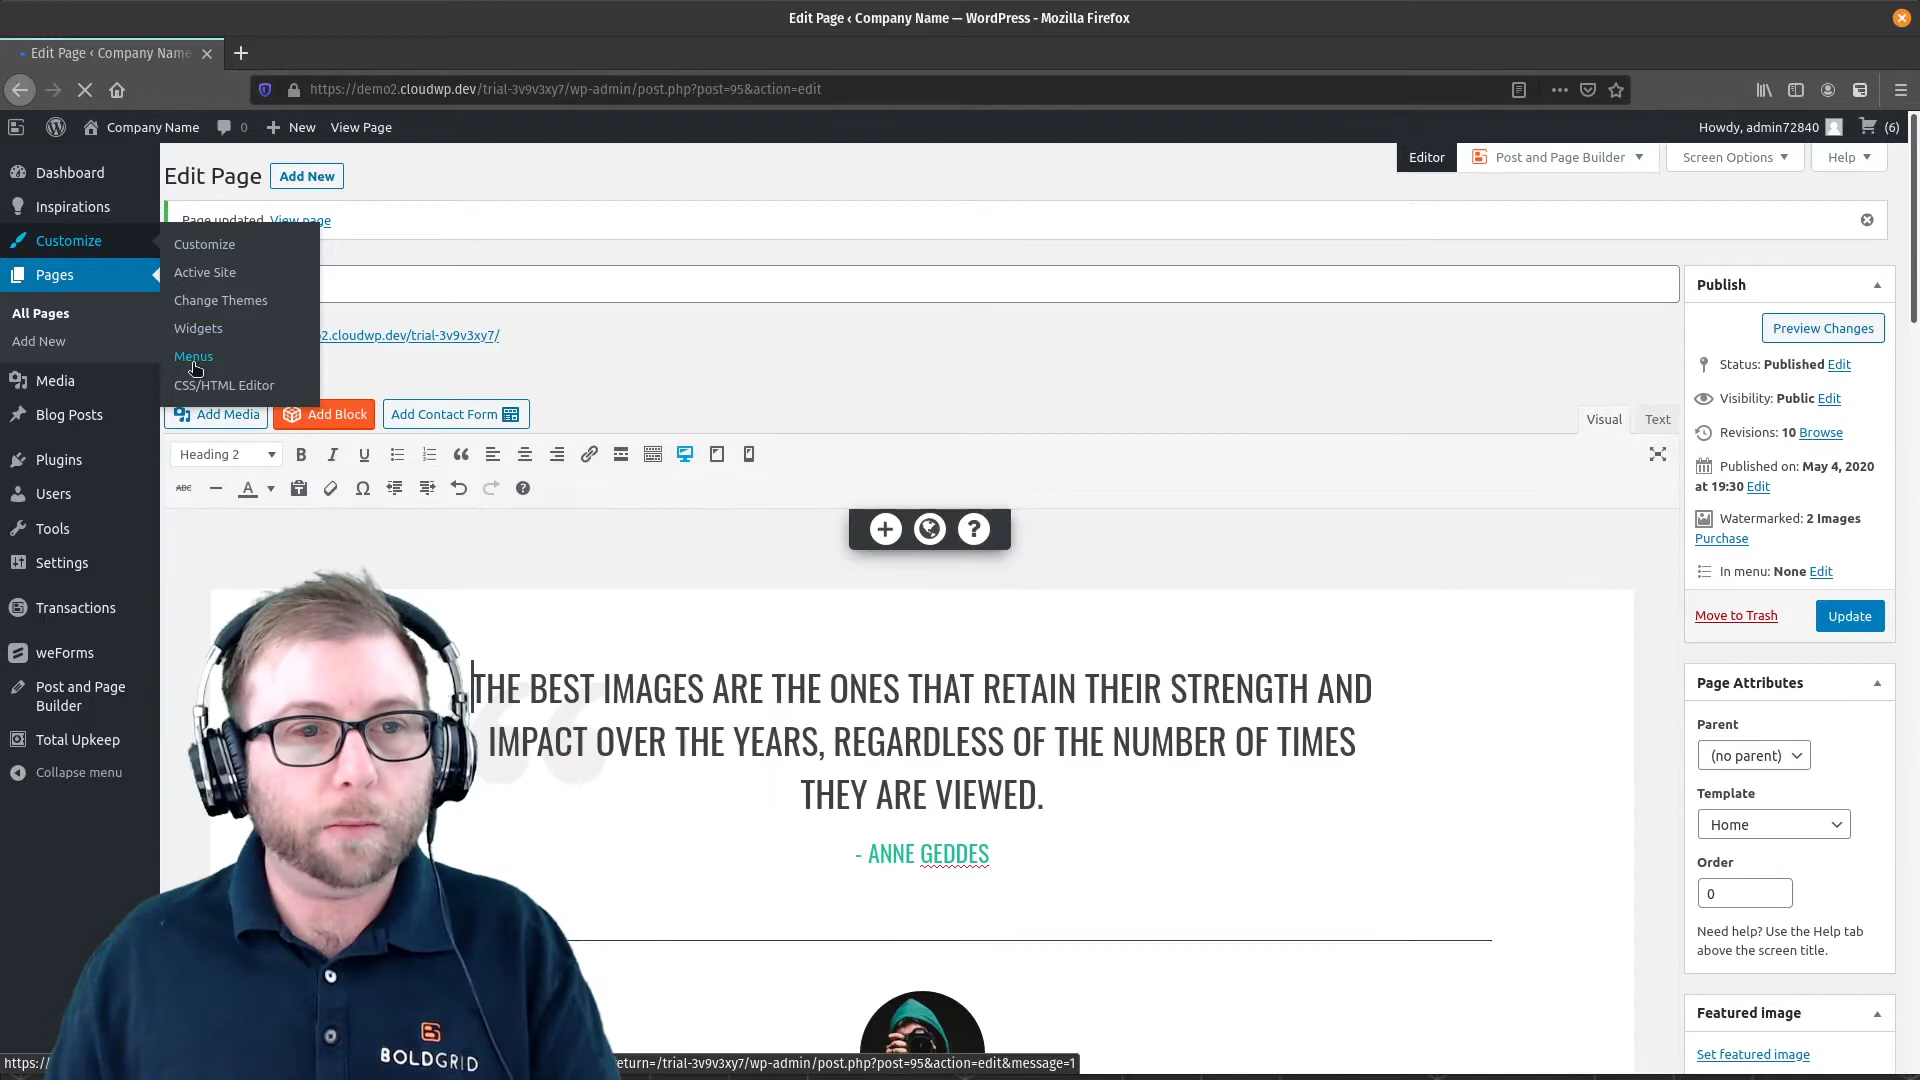 Edit Page ‹ Company Name — WordPress - Mozilla Firefox
Edit Page ‹ Company Name
https://demo2.cloudwp.dev/trial-3v9v3xy7/wp-admin/post.php?post=95&action=edit
Company Name
0
New
View Page
Howdy, admin72840
(6)
Dashboard
Inspirations
Customize
Pages
All Pages
Add New
Media
Blog Posts
Plugins
Users
Tools
Settings
Transactions
weForms
Post and Page
Builder
Total Upkeep
Collapse menu
Customize
Active Site
Change Themes
Widgets
Menus
CSS/HTML Editor
Edit Page
Add New
Editor
Post and Page Builder
Screen Options
Help
Page updated. View page
2.cloudwp.dev/trial-3v9v3xy7/
Add Media
Add Block
Add Contact Form
Visual
Text
Heading 2
B I U
ABC A
THE BEST IMAGES ARE THE ONES THAT RETAIN THEIR STRENGTH AND
IMPACT OVER THE YEARS, REGARDLESS OF THE NUMBER OF TIMES
THEY ARE VIEWED.
- ANNE GEDDES
BOLDGRID
Publish
Preview Changes
Status: Published Edit
Visibility: Public Edit
Revisions: 10 Browse
Published on: May 4, 2020
at 19:30 Edit
Watermarked: 2 Images
Purchase
In menu: None Edit
Move to Trash
Update
Page Attributes
Parent
(no parent)
Template
Home
Order
0
Need help? Use the Help tab
above the screen title.
Featured image
Set featured image
https://
eturn=/trial-3v9v3xy7/wp-admin/post.php?post=95&action=edit&message=1